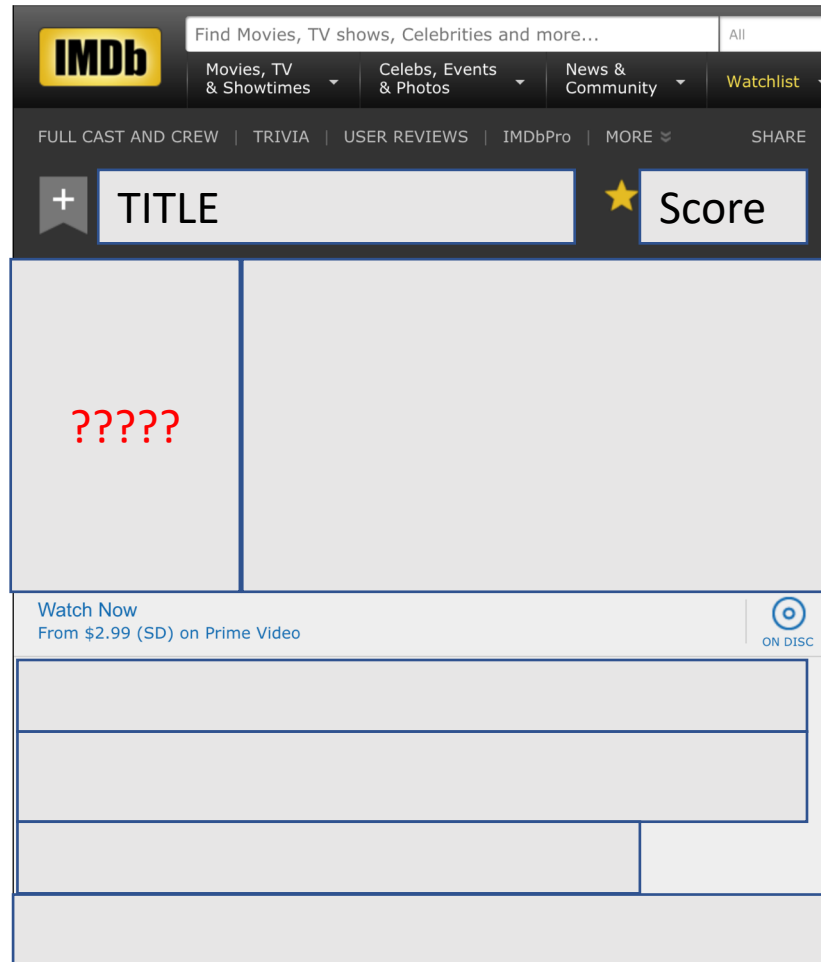 IMDb
Find Movies, TV shows, Celebrities and more...
All
Movies, TV
& Showtimes
Celebs, Events
& Photos
News &
Community
Watchlist
FULL CAST AND CREW | TRIVIA | USER REVIEWS | IMDbPro | MORE
SHARE
+
TITLE
Score
?????
Watch Now
From $2.99 (SD) on Prime Video
ON DISC